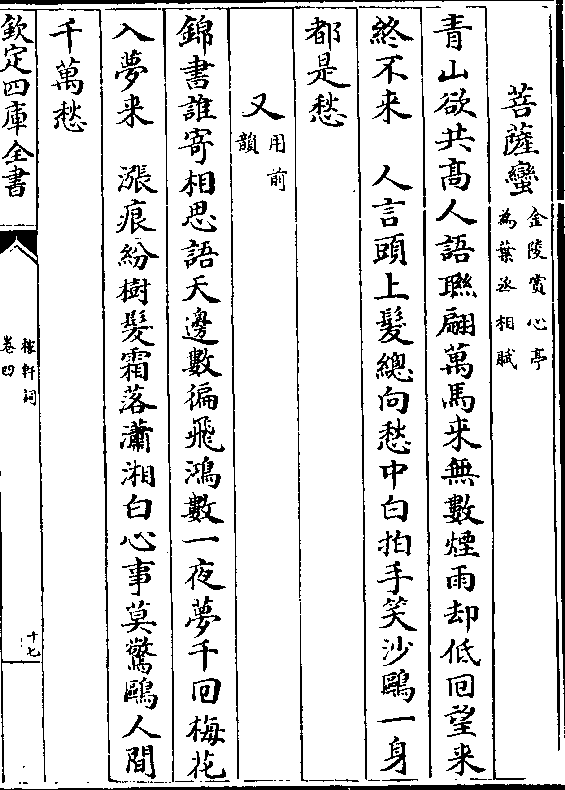 菩薩蠻
金陵賞心亭
為葉丞相賦
青山欲共髙人語聮翩萬馬来無數煙雨却低回望来
終不来　人言頭上髮總向愁中白拍手笑沙鷗一身
都是愁
又
用前
韻
錦書誰寄相思語天邊數徧飛鴻數一夜夢千回梅花
入夢来　漲痕紛樹髮霜落瀟湘白心事莫驚鷗人間
千萬愁
欽定四庫全書
稼軒詞
卷四
十七